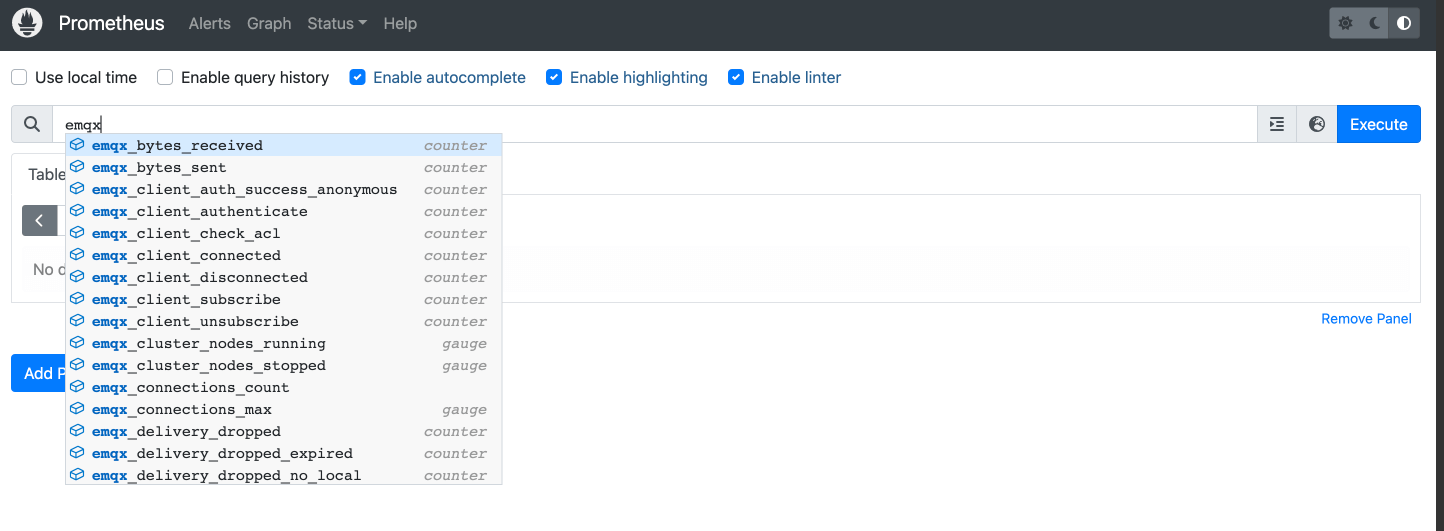 Prometheus Alerts Graph Status Help
Use local time Enable query history Enable autocomplete Enable highlighting Enable linter
emqx Execute
emqx_bytes_received counter
Table
emqx_bytes_sent counter
emqx_client_auth_success_anonymous counter
emqx_client_authenticate counter
emqx_client_check_acl counter
emqx_client_connected counter
No d
emqx_client_disconnected counter
emqx_client_subscribe counter
emqx_client_unsubscribe counter
Remove Panel
emqx_cluster_nodes_running gauge
emqx_cluster_nodes_stopped gauge
Add P
emqx_connections_count
emqx_connections_max gauge
emqx_delivery_dropped counter
emqx_delivery_dropped_expired counter
emqx_delivery_dropped_no_local counter